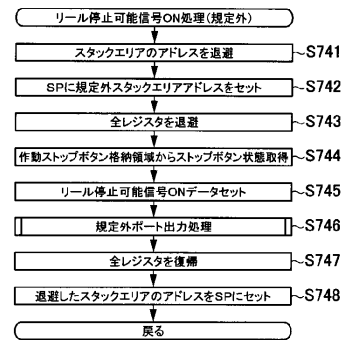 リール停止可能信号ON処理(規定外)
スタックエリアのアドレスを退避 S741
SPに規定外スタックエリアアドレスをセット S742
全レジスタを退避 S743
作動ストップボタン格納領域からストップボタン状態取得 S744
リール停止可能信号ONデータセット S745
規定外ポート出力処理 S746
全レジスタを復帰 S747
退避したスタックエリアのアドレスをSPにセット S748
戻る